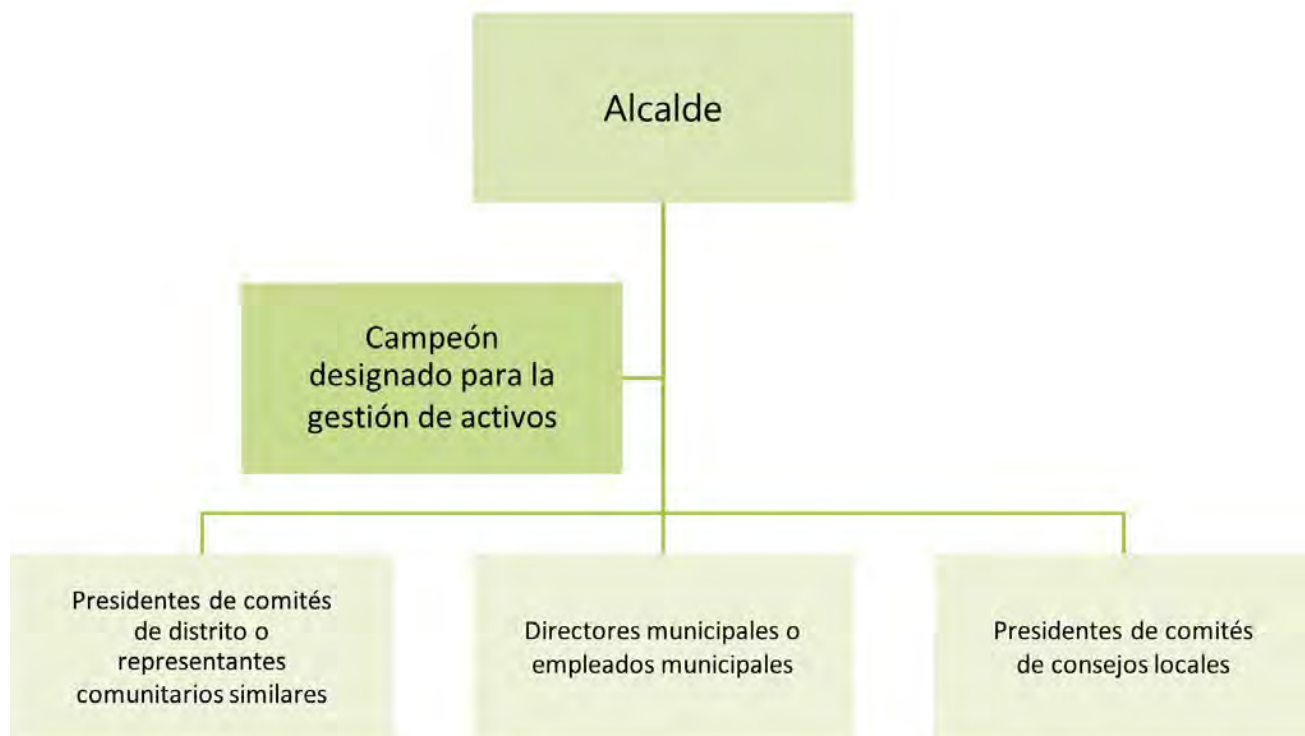 Alcalde
Campeón
designado para la
gestión de activos
Presidentes de comités
de distrito o
representantes
comunitarios similares
Directores municipales o
empleados municipales
Presidentes de comités
de consejos locales